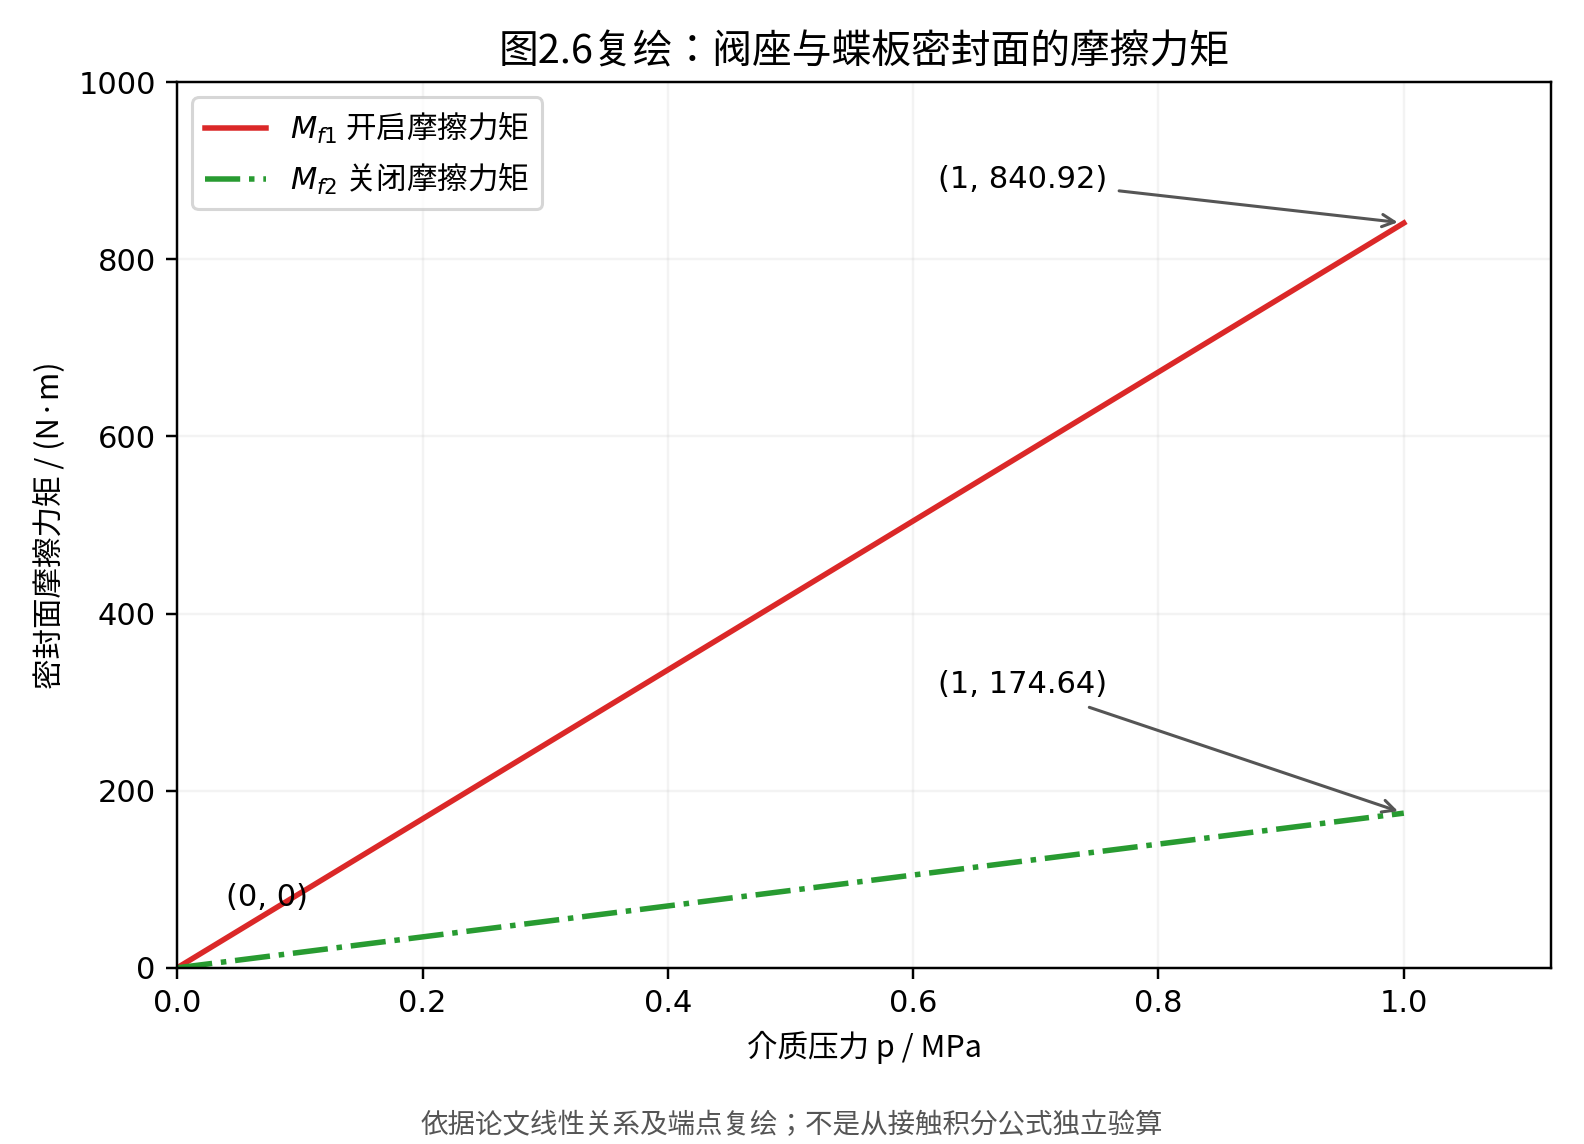 图2.6复绘：阀座与蝶板密封面的摩擦力矩
1000
800
600
400
200
0
密封面摩擦力矩 / (N·m)
M_{f1} 开启摩擦力矩
M_{f2} 关闭摩擦力矩
(1, 840.92)
(1, 174.64)
(0, 0)
0.0 0.2 0.4 0.6 0.8 1.0
介质压力 p / MPa
依据论文线性关系及端点复绘；不是从接触积分公式独立验算